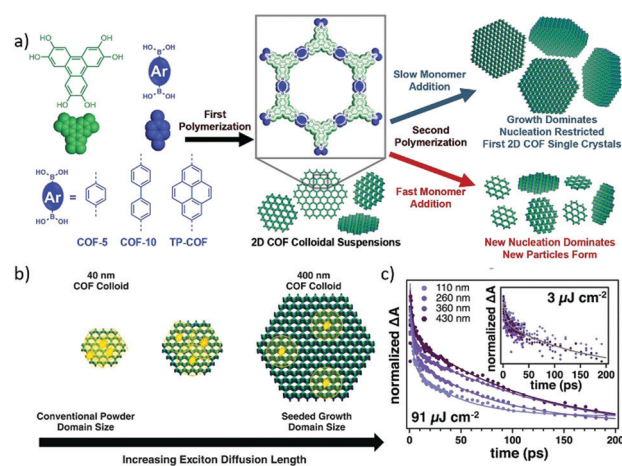 a)
HO OH
B
Ar
B
HO OH
OH
OH
HO
HO
HO
OH
First
Polymerization
Slow Monomer
Addition
Growth Dominates
Nucleation Restricted
First 2D COF Single Crystals
Second
Polymerization
Fast Monomer
Addition
New Nucleation Dominates
New Particles Form
HO OH
B
Ar
B
HO OH
=
COF-5
COF-10
TP-COF
2D COF Colloidal Suspensions
b)
40 nm
COF Colloid
400 nm
COF Colloid
Conventional Powder
Domain Size
Seeded Growth
Domain Size
Increasing Exciton Diffusion Length
c)
normalized ΔA
110 nm
260 nm
360 nm
430 nm
91 μJ cm-2
0 50 100 150 200
time (ps)
normalized ΔA
3 μJ cm-2
0 50 100 150 200
time (ps)